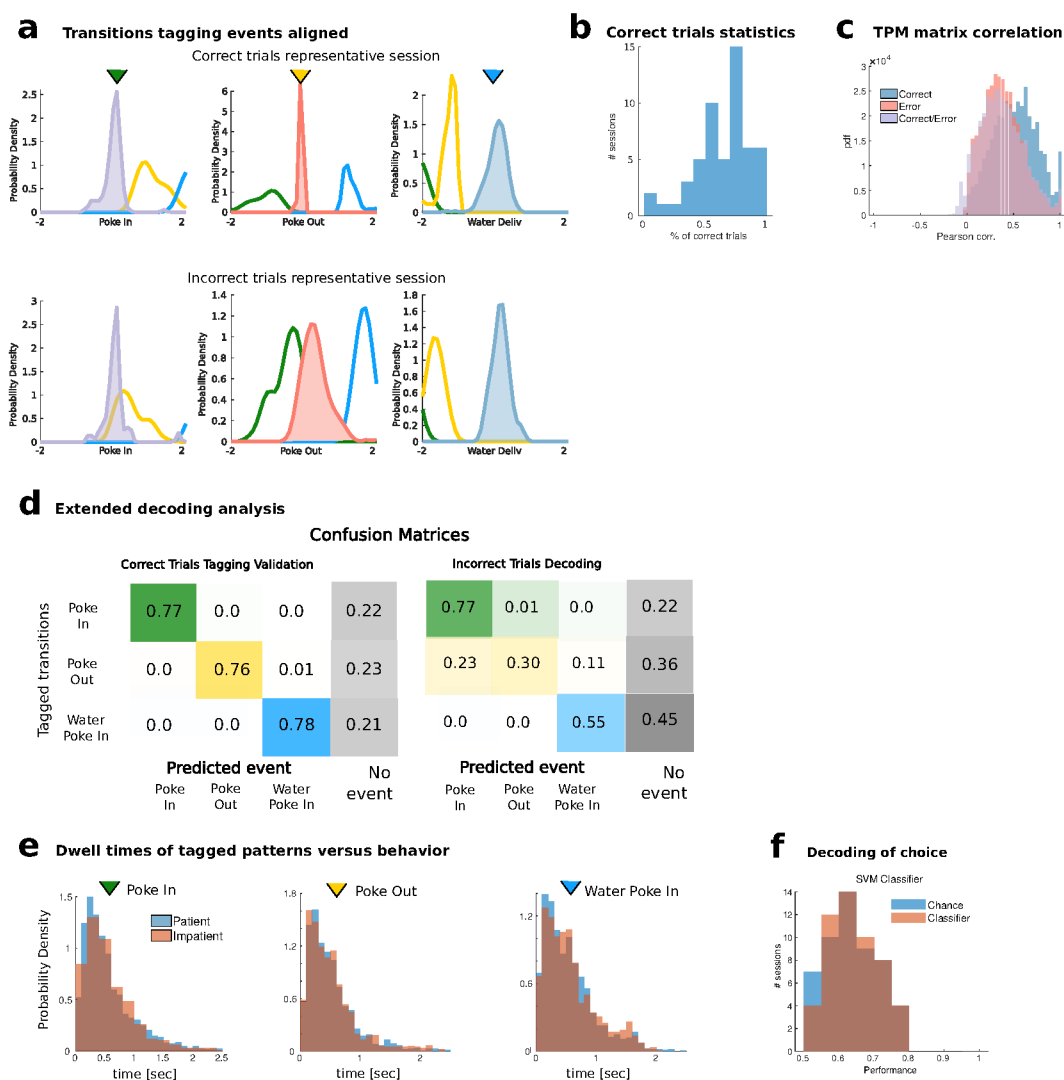 a Transitions tagging events aligned
Correct trials representative session
Probability Density
2.5
2
1.5
1
0.5
0
-2
Poke In
2
Probability Density
6
5
4
3
2
1
0
-2
Poke Out
2
Probability Density
2
1.5
1
0.5
0
-2
Water Deliv
2
Incorrect trials representative session
Probability Density
3
2.5
2
1.5
1
0.5
0
-2
Poke In
2
Probability Density
1.4
1.2
1
0.8
0.6
0.4
0.2
0
-2
Poke Out
2
Probability Density
1.8
1.6
1.4
1.2
1
0.8
0.6
0.4
0.2
0
-2
Water Deliv
2
b Correct trials statistics
# sessions
15
10
5
0
0
0.5
1
% of correct trials
c TPM matrix correlation
×10⁴
pdf
3
2.5
2
1.5
1
0.5
0
Correct
Error
Correct/Error
-1
-0.5
0
0.5
1
Pearson corr.
d Extended decoding analysis
Confusion Matrices
Correct Trials Tagging Validation
Tagged transitions
Poke In
0.77 0.0 0.0 0.22
Poke Out
0.0 0.76 0.01 0.23
Water Poke In
0.0 0.0 0.78 0.21
Predicted event
Poke In
Poke Out
Water Poke In
No event
Incorrect Trials Decoding
0.77 0.01 0.0 0.22
0.23 0.30 0.11 0.36
0.0 0.0 0.55 0.45
Predicted event
Poke In
Poke Out
Water Poke In
No event
e Dwell times of tagged patterns versus behavior
Poke In
Patient
Impatient
Probability Density
1.5
1
0.5
0
0 0.5 1 1.5 2 2.5
time [sec]
Poke Out
1.8
1.2
0.6
0
0 1 2
time [sec]
Water Poke In
1.2
0.6
0
0 1 2
time [sec]
f Decoding of choice
SVM Classifier
Chance
Classifier
# sessions
14
12
10
8
6
4
2
0
0.5 0.6 0.7 0.8 0.9 1
Performance